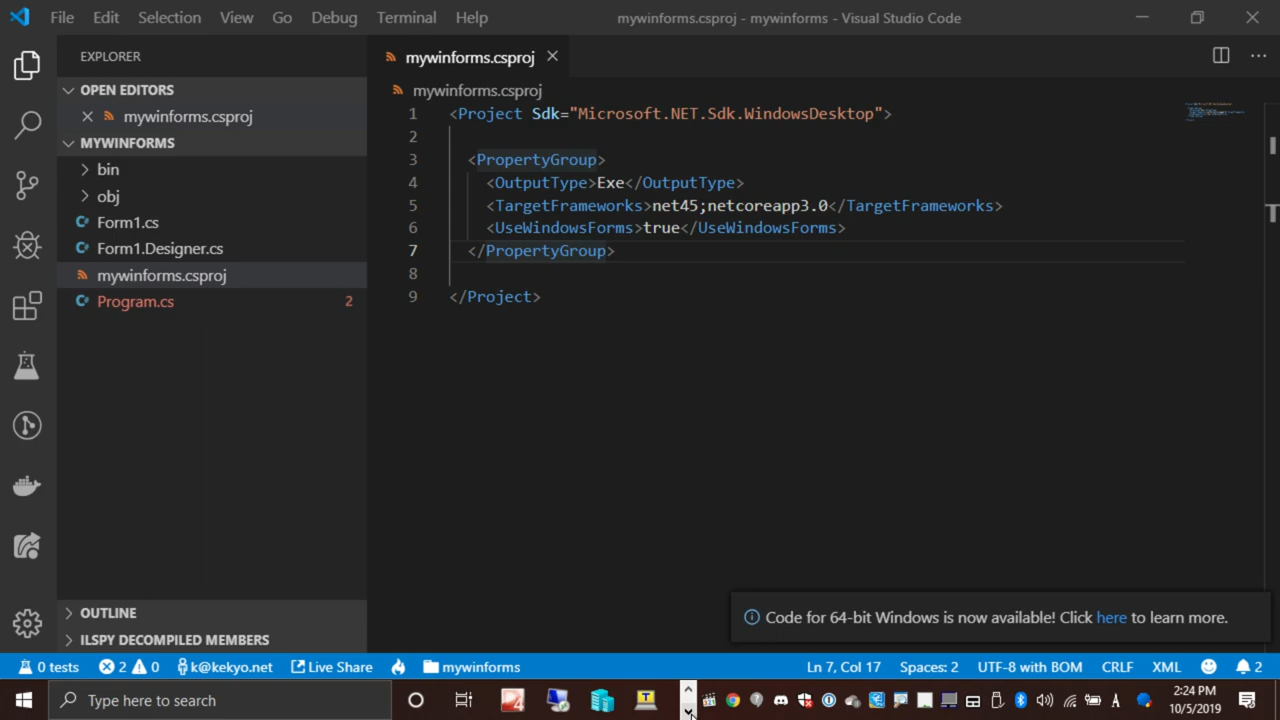 File Edit Selection View Go Debug Terminal Help mywinforms.csproj - mywinforms - Visual Studio Code
EXPLORER
OPEN EDITORS
mywinforms.csproj
MYWINFORMS
bin
obj
Form1.cs
Form1.Designer.cs
mywinforms.csproj
Program.cs 2
OUTLINE
ILSPY DECOMPILED MEMBERS
mywinforms.csproj
mywinforms.csproj
1 <Project Sdk="Microsoft.NET.Sdk.WindowsDesktop">
2
3 <PropertyGroup>
4 <OutputType>Exe</OutputType>
5 <TargetFrameworks>net45;netcoreapp3.0</TargetFrameworks>
6 <UseWindowsForms>true</UseWindowsForms>
7 </PropertyGroup>
8
9 </Project>
Code for 64-bit Windows is now available! Click here to learn more.
0 tests 2 0 k@kekyo.net Live Share mywinforms Ln 7, Col 17 Spaces: 2 UTF-8 with BOM CRLF XML 2
Type here to search
2:24 PM
10/5/2019